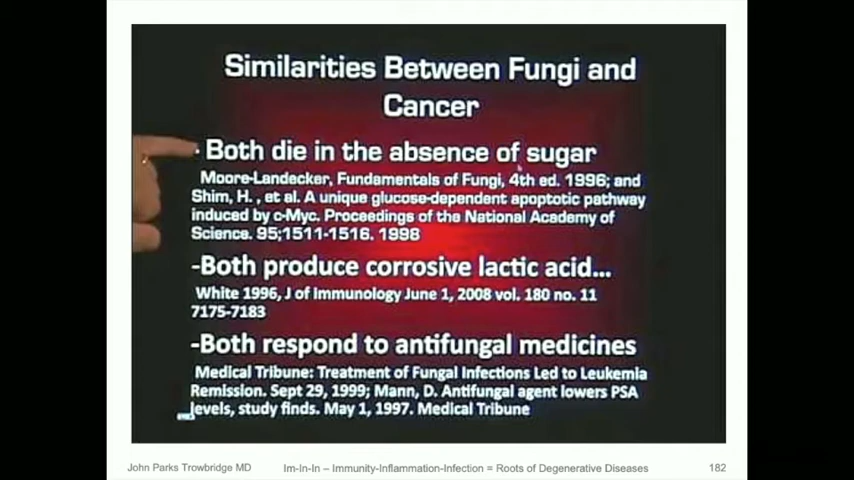 Similarities Between Fungi and
Cancer
· Both die in the absence of sugar
Moore-Landecker, Fundamentals of Fungi, 4th ed. 1996; and
Shim, H. , et al. A unique glucose-dependent apoptotic pathway
induced by c-Myc. Proceedings of the National Academy of
Science. 95;1511-1516. 1998
-Both produce corrosive lactic acid...
White 1996, J of Immunology June 1, 2008 vol. 180 no. 11
7175-7183
-Both respond to antifungal medicines
Medical Tribune: Treatment of Fungal Infections Led to Leukemia
Remission. Sept 29, 1999; Mann, D. Antifungal agent lowers PSA
levels, study finds. May 1, 1997. Medical Tribune
John Parks Trowbridge MD Im-In-In – Immunity-Inflammation-Infection = Roots of Degenerative Diseases 182